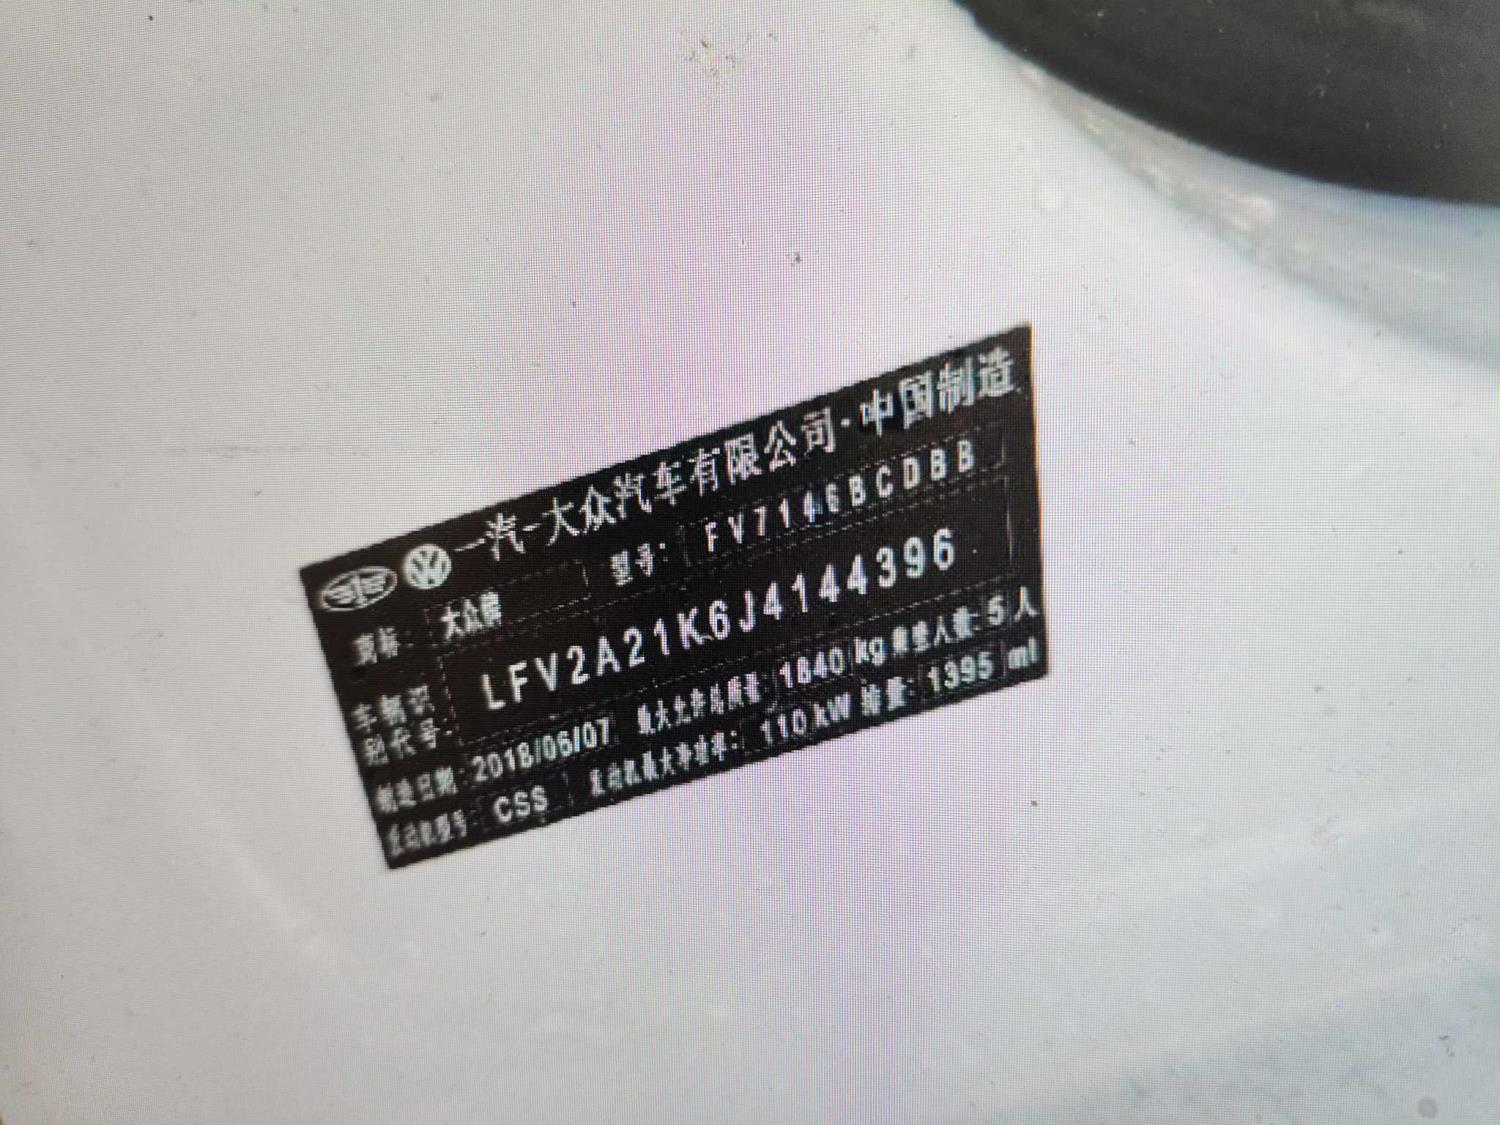 一汽-大众汽车有限公司·中国制造
商标: 大众牌 型号: FV7146BCDBB
车辆识别代号: LFV2A21K6J4144396
制造日期: 2018/06/07 最大允许总质量: 1840 kg 乘坐人数: 5 人
发动机型号: CSS 发动机最大净功率: 110 kW 排量: 1395 ml